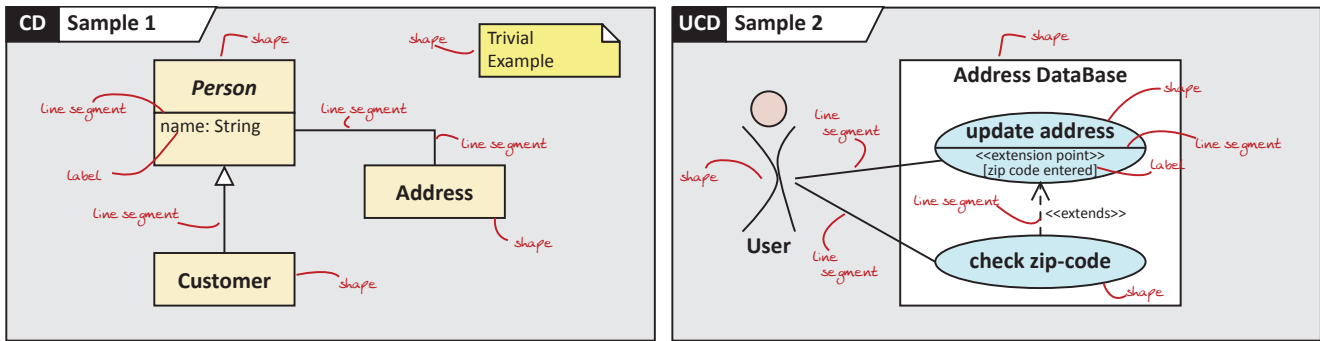 CD Sample 1
shape
shape
Trivial
Example
Person
line segment
line segment
name: String
line segment
label
Address
line segment
shape
Customer
shape
UCD Sample 2
shape
Address DataBase
shape
line
segment
update address
line
segment
<<extension point>>
[zip code entered]
label
shape
line segment
<<extends>>
User
line
segment
check zip-code
shape